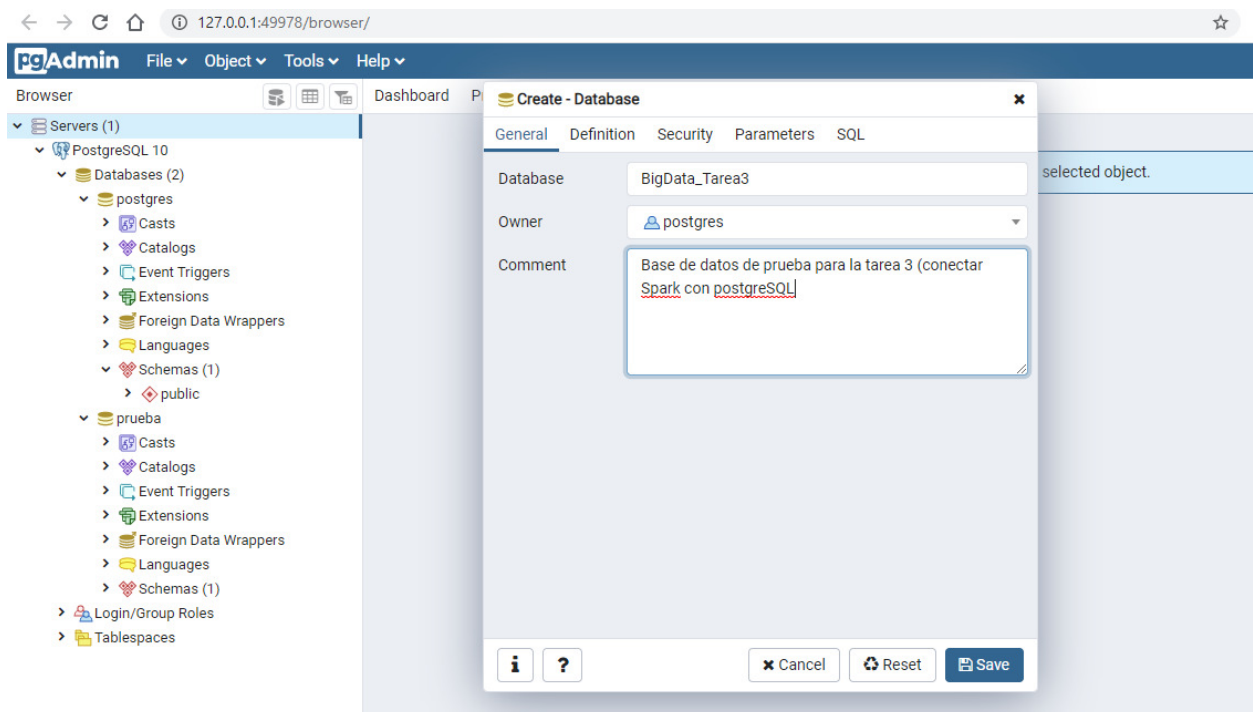 127.0.0.1:49978/browser/
pgAdmin File Object Tools Help
Browser
Dashboard P
Servers (1)
PostgreSQL 10
Databases (2)
postgres
Casts
Catalogs
Event Triggers
Extensions
Foreign Data Wrappers
Languages
Schemas (1)
public
prueba
Casts
Catalogs
Event Triggers
Extensions
Foreign Data Wrappers
Languages
Schemas (1)
Login/Group Roles
Tablespaces
Create - Database
General Definition Security Parameters SQL
Database BigData_Tarea3
Owner postgres
Comment Base de datos de prueba para la tarea 3 (conectar
Spark con postgreSQL
i ? Cancel Reset Save
selected object.